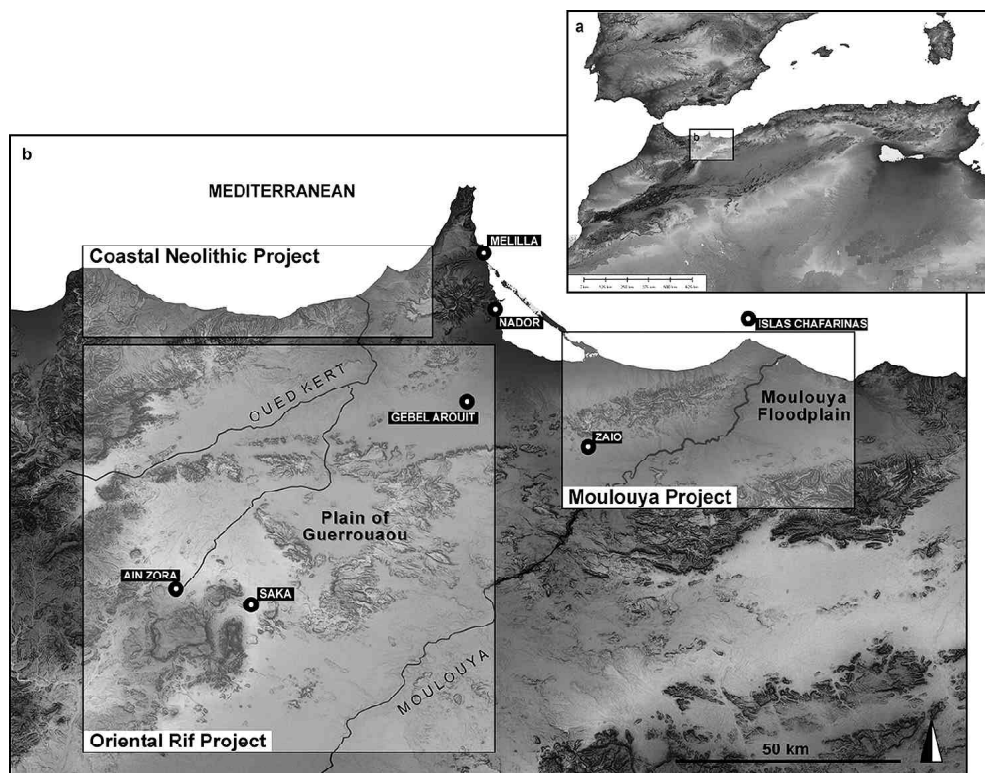 a
b
b
MEDITERRANEAN
Coastal Neolithic Project
MELILLA
NADOR
ISLAS CHAFARINAS
OUED KERT
GEBEL AROUIT
Moulouya
Floodplain
ZAIO
Moulouya Project
Plain of
Guerrouaou
AIN ZORA
SAKA
MOULOUYA
Oriental Rif Project
50 km